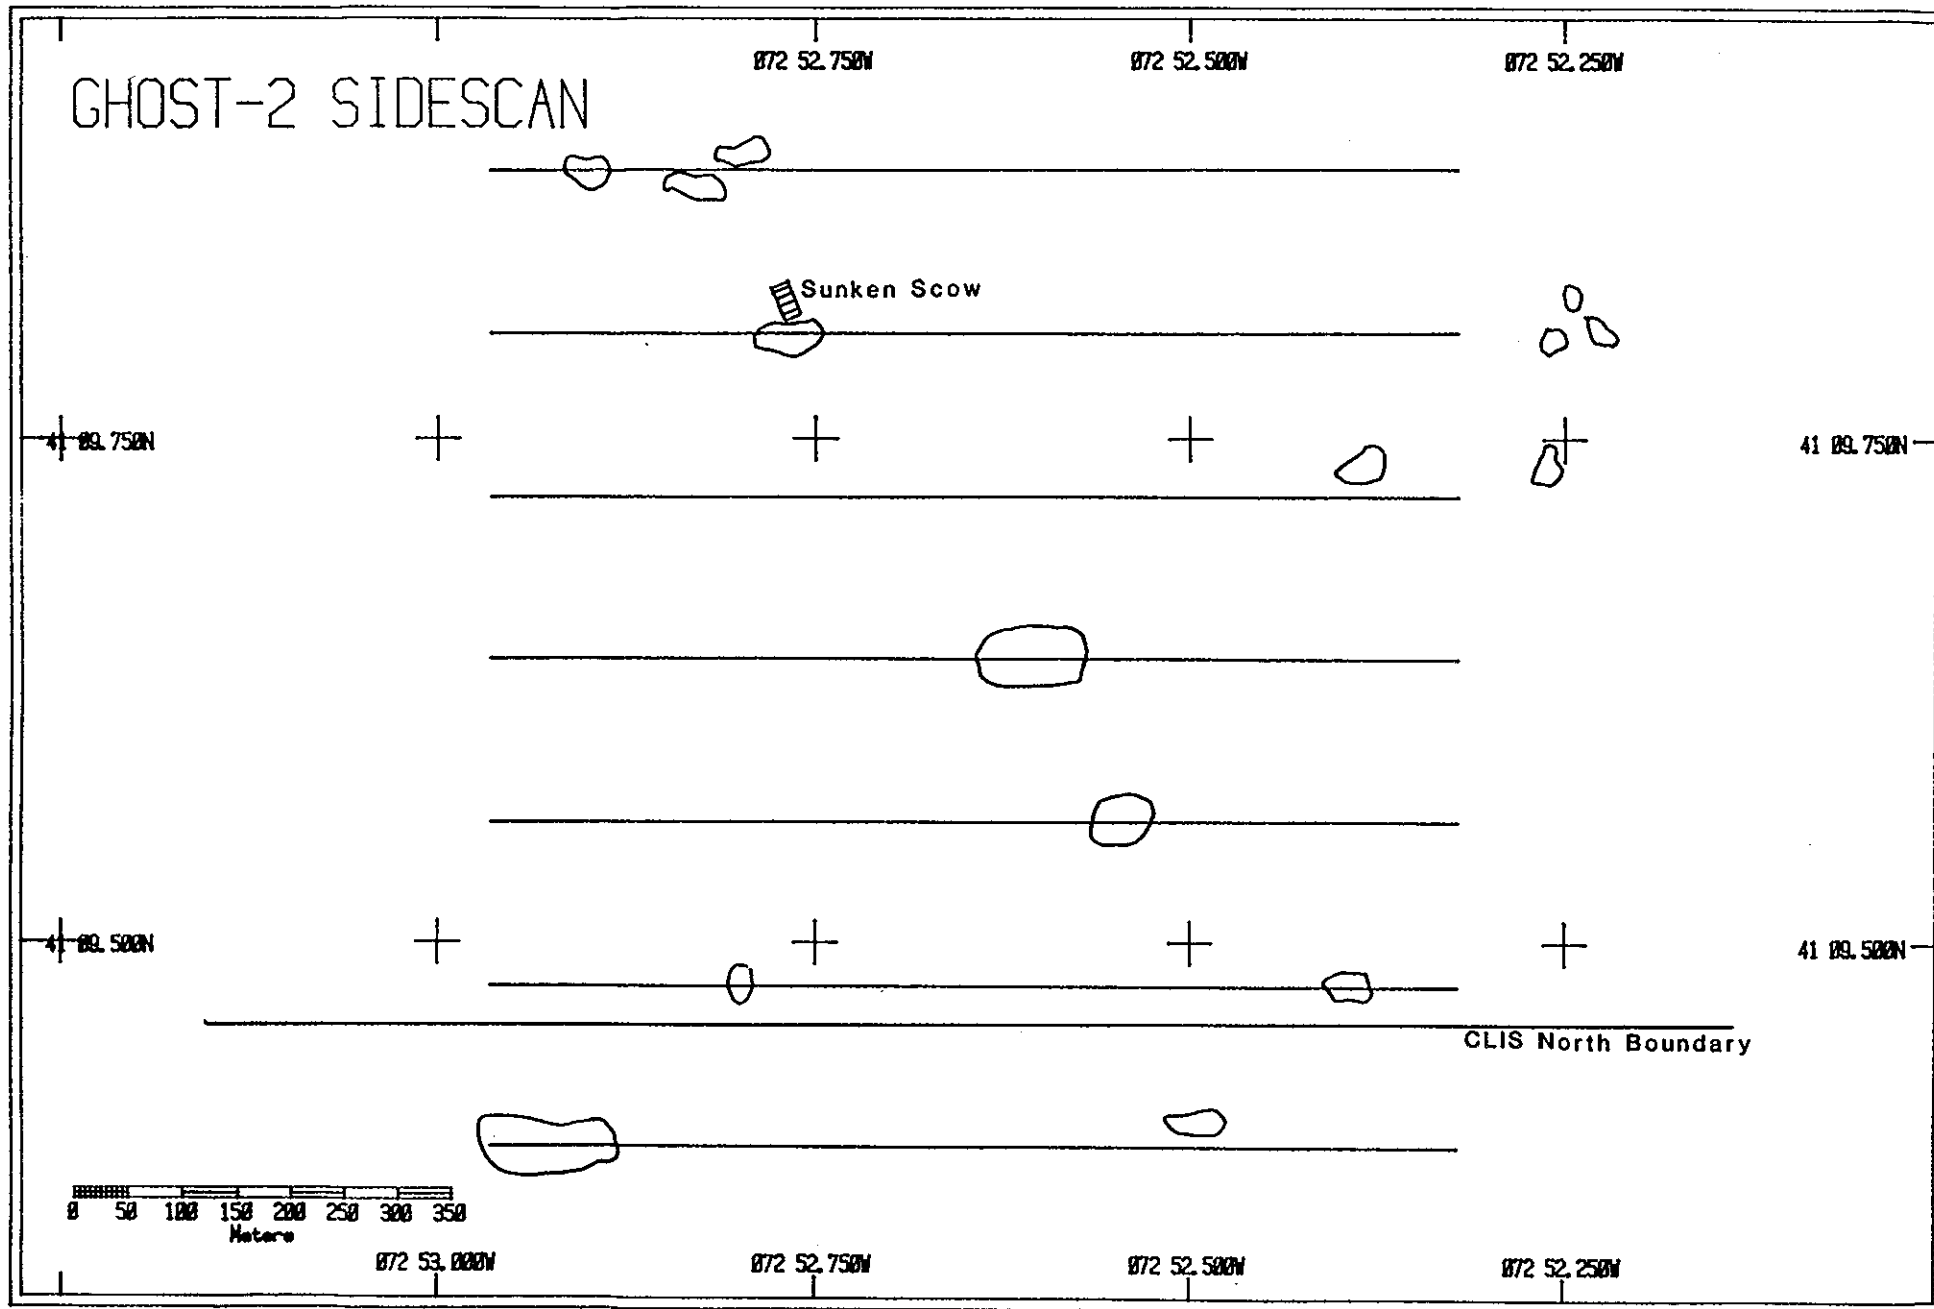 072 52.750W 072 52.500W 072 52.250W
GHOST-2 SIDESCAN
Sunken Scow
41 09.750N 41 09.750N
41 09.500N 41 09.500N
CLIS North Boundary
0 50 100 150 200 250 300 350
Meters
072 53.000W 072 52.750W 072 52.500W 072 52.250W